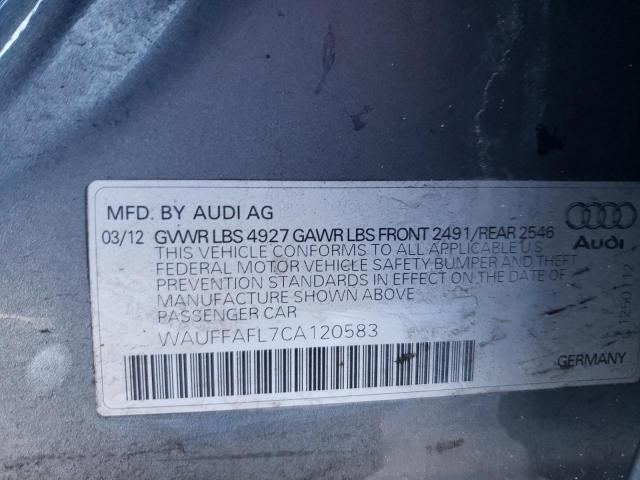 MFD. BY AUDI AG
03/12 GVWR LBS 4927 GAWR LBS FRONT 2491/REAR 2546
THIS VEHICLE CONFORMS TO ALL APPLICABLE
FEDERAL MOTOR VEHICLE SAFETY BUMPER AND THEFT
PREVENTION STANDARDS IN EFFECT ON THE DATE OF
MANUFACTURE SHOWN ABOVE
PASSENGER CAR
WAUFFAFL7CA120583
Audi
1250112
GERMANY